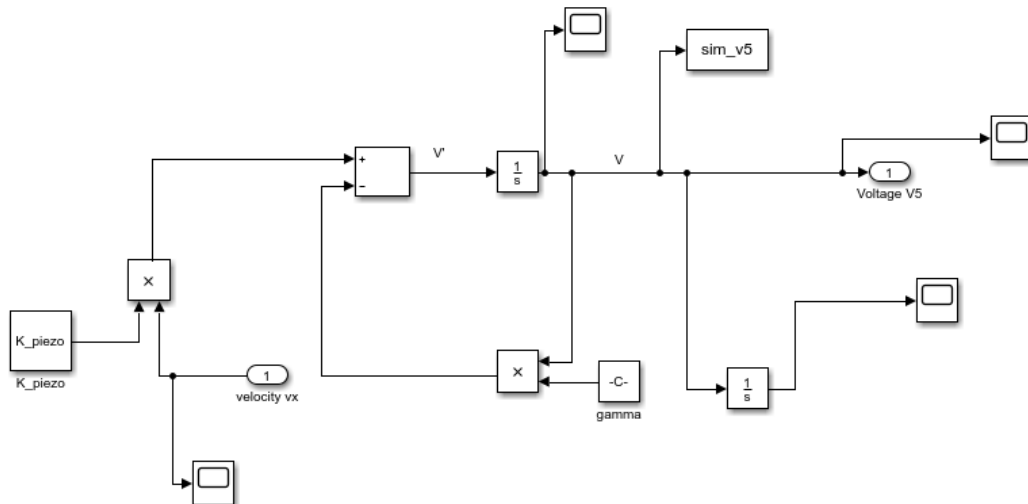 sim_v5
+
−
V'
1
s
V
1
Voltage V5
×
K_piezo
K_piezo
1
velocity vx
×
-C-
gamma
1
s